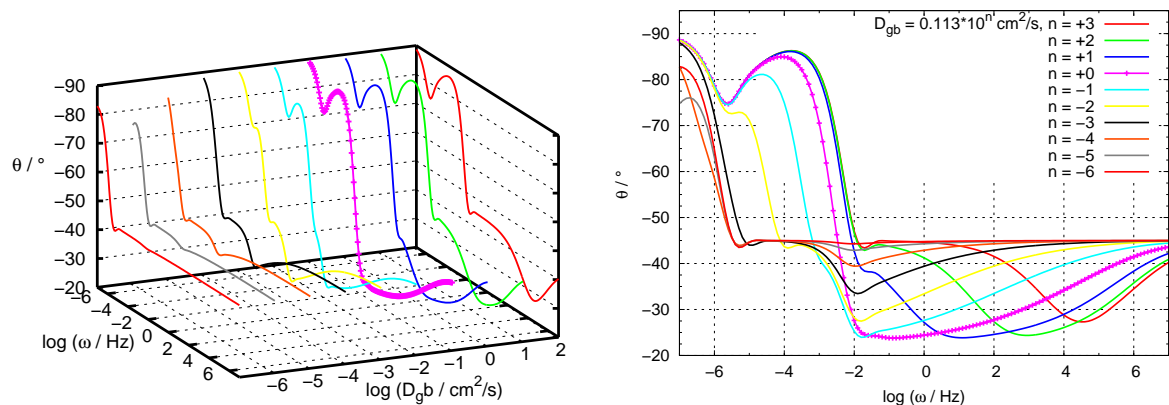 −90
−80
−70
−60
−50
−40
−30
−20
θ / °
−6
−4
−2
0
2
4
6
log (ω / Hz)
−6
−5
−4
−3
−2
−1
0
1
2
log (D_gb / cm²/s)
−90
−80
−70
−60
−50
−40
−30
−20
θ / °
−6
−4
−2
0
2
4
6
log (ω / Hz)
D_gb = 0.113*10^n cm²/s, n = +3
n = +2
n = +1
n = +0
n = −1
n = −2
n = −3
n = −4
n = −5
n = −6